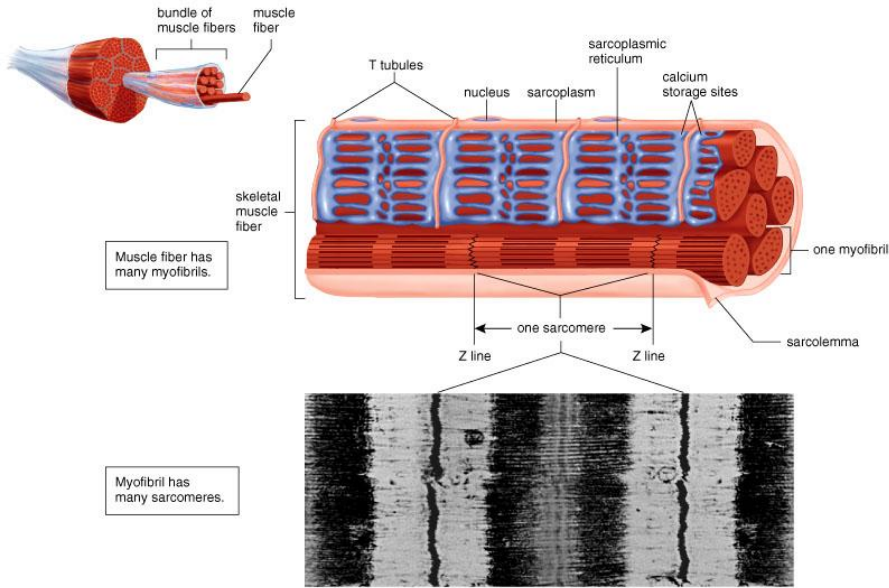 bundle of
muscle fibers
muscle
fiber
T tubules
nucleus
sarcoplasm
sarcoplasmic
reticulum
calcium
storage sites
skeletal
muscle
fiber
Muscle fiber has
many myofibrils.
one myofibril
one sarcomere
sarcolemma
Z line
Z line
Myofibril has
many sarcomeres.